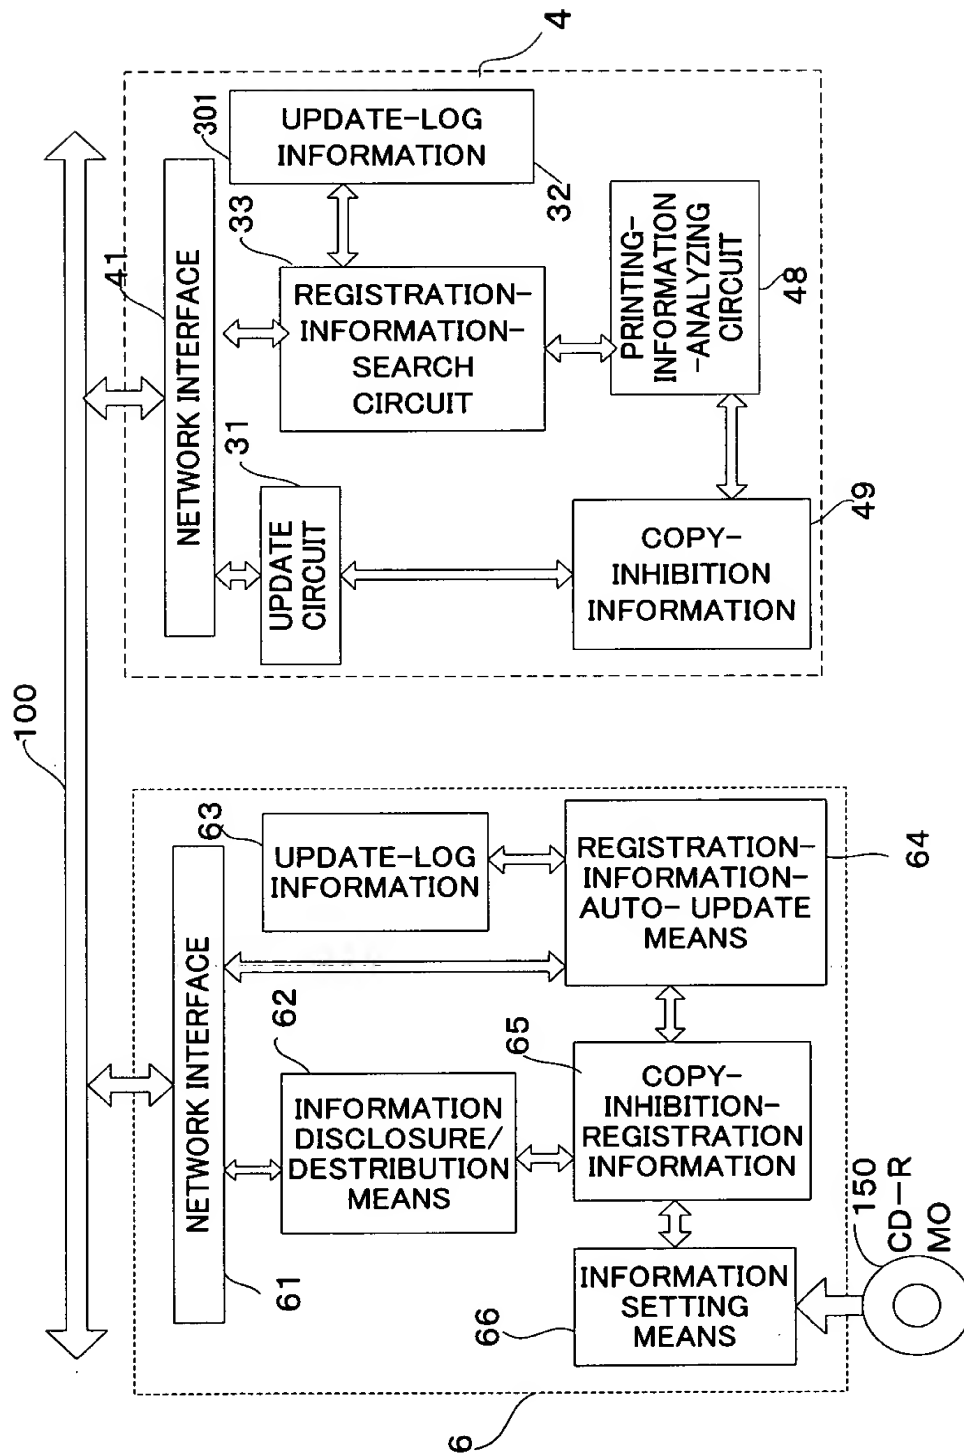 100
6
NETWORK INTERFACE
61
62
INFORMATION
DISCLOSURE/
DESTRIBUTION
MEANS
63
UPDATE-LOG
INFORMATION
REGISTRATION-
INFORMATION-
AUTO- UPDATE
MEANS
64
65
COPY-
INHIBITION-
REGISTRATION
INFORMATION
66
INFORMATION
SETTING
MEANS
150
CD-R
MO
4
41
NETWORK INTERFACE
31
UPDATE
CIRCUIT
33
REGISTRATION-
INFORMATION-
SEARCH
CIRCUIT
301
UPDATE-LOG
INFORMATION
32
PRINTING-
INFORMATION
-ANALYZING
CIRCUIT
48
COPY-
INHIBITION
INFORMATION
49